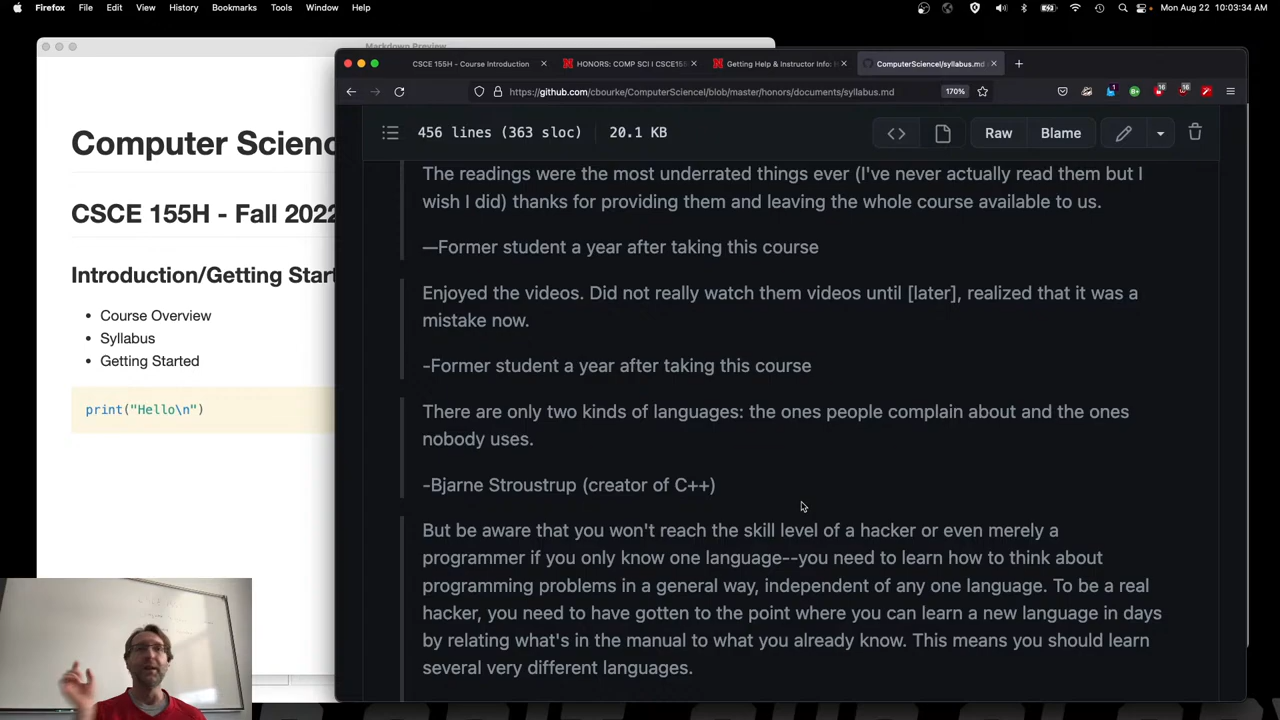 Firefox File Edit View History Bookmarks Tools Window Help
Mon Aug 22 10:03:34
Markdown Preview
CSCE 155H - Course Introduction
HONORS: COMP SCI I CSCE155
Getting Help & Instructor Info: H
ComputerScienceI/syllabus.md
https://github.com/cbourke/ComputerScienceI/blob/master/honors/documents/syllabus.md
170%
456 lines (363 sloc) 20.1 KB
Raw Blame
Computer Scienc
CSCE 155H - Fall 2022
Introduction/Getting Start
Course Overview
Syllabus
Getting Started
print("Hello\n")
The readings were the most underrated things ever (I've never actually read them but I
wish I did) thanks for providing them and leaving the whole course available to us.
—Former student a year after taking this course
Enjoyed the videos. Did not really watch them videos until [later], realized that it was a
mistake now.
-Former student a year after taking this course
There are only two kinds of languages: the ones people complain about and the ones
nobody uses.
-Bjarne Stroustrup (creator of C++)
But be aware that you won't reach the skill level of a hacker or even merely a
programmer if you only know one language--you need to learn how to think about
programming problems in a general way, independent of any one language. To be a real
hacker, you need to have gotten to the point where you can learn a new language in days
by relating what's in the manual to what you already know. This means you should learn
several very different languages.